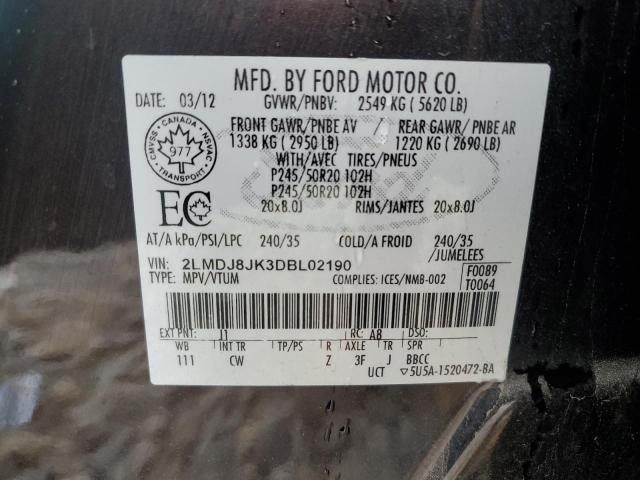 MFD. BY FORD MOTOR CO.
DATE: 03/12 GVWR/PNBV: 2549 KG ( 5620 LB)
FRONT GAWR/PNBE AV REAR GAWR/ PNBE AR
1338 KG ( 2950 LB) 1220 KG ( 2690 LB)
WITH/AVEC TIRES/PNEUS
P245/50R20 102H
P245/50R20 102H
20x8.0J RIMS/JANTES 20x8.0J
CANADA
CMVSS 977 NSVAC
TRANSPORT
EC
AT/A kPa/PSI/LPC 240/35 COLD/A FROID 240/35
/JUMELEES
VIN: 2LMDJ8JK3DBL02190
TYPE: MPV/VTUM COMPLIES: ICES/NMB-002
F0089
T0064
EXT PNT: J1 RC: A8 DSO:
WB INT TR TP/PS R AXLE TR SPR
111 CW Z 3F J BBCC
UCT 5U5A-1520472-BA